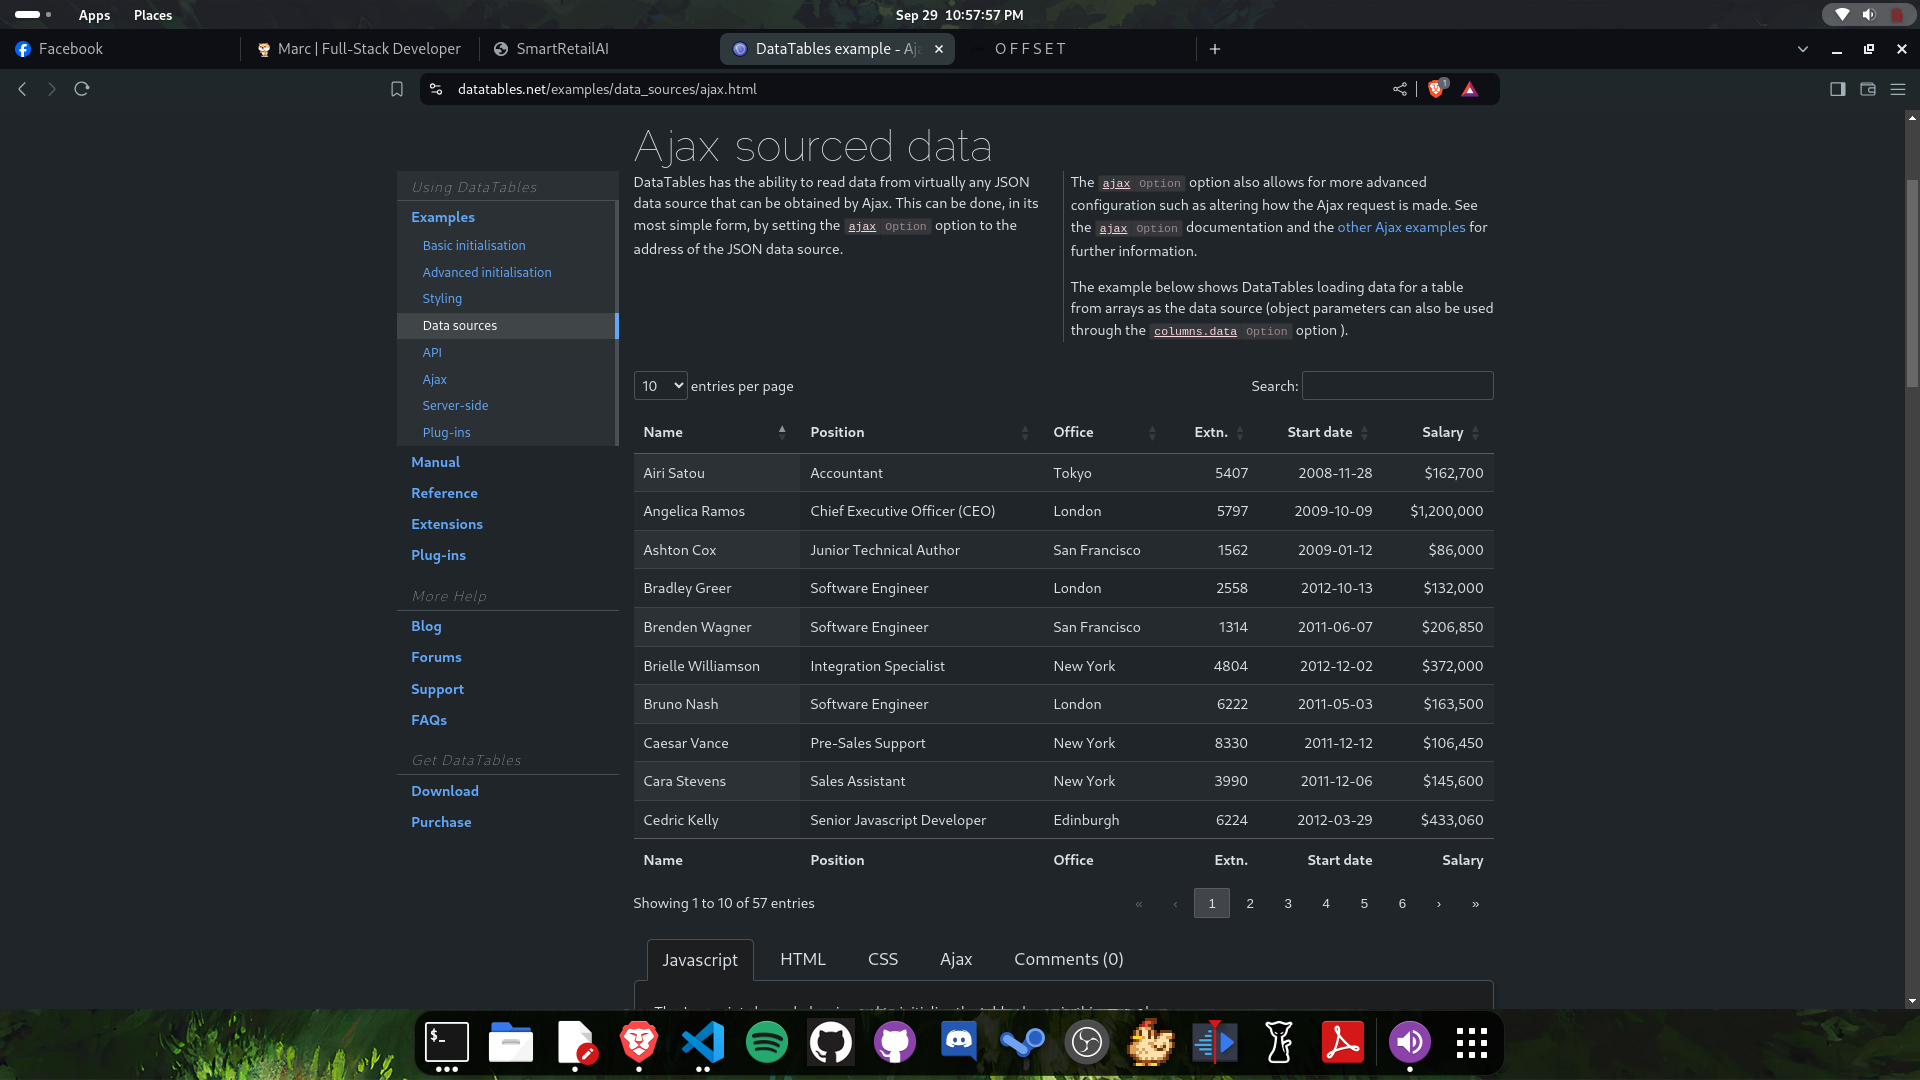 Apps Places Sep 29 10:57:57 PM
Facebook Marc | Full-Stack Developer SmartRetailAI DataTables example - Aj OFFSET
datatables.net/examples/data_sources/ajax.html 1
Ajax sourced data
Using DataTables
Examples
Basic initialisation
Advanced initialisation
Styling
Data sources
API
Ajax
Server-side
Plug-ins
Manual
Reference
Extensions
Plug-ins
More Help
Blog
Forums
Support
FAQs
Get DataTables
Download
Purchase
DataTables has the ability to read data from virtually any JSON
data source that can be obtained by Ajax. This can be done, in its
most simple form, by setting the ajax Option option to the
address of the JSON data source.
The ajax Option option also allows for more advanced
configuration such as altering how the Ajax request is made. See
the ajax Option documentation and the other Ajax examples for
further information.
The example below shows DataTables loading data for a table
from arrays as the data source (object parameters can also be used
through the columns.data Option option ).
10 entries per page Search:
Name Position Office Extn. Start date Salary
Airi Satou Accountant Tokyo 5407 2008-11-28 $162,700
Angelica Ramos Chief Executive Officer (CEO) London 5797 2009-10-09 $1,200,000
Ashton Cox Junior Technical Author San Francisco 1562 2009-01-12 $86,000
Bradley Greer Software Engineer London 2558 2012-10-13 $132,000
Brenden Wagner Software Engineer San Francisco 1314 2011-06-07 $206,850
Brielle Williamson Integration Specialist New York 4804 2012-12-02 $372,000
Bruno Nash Software Engineer London 6222 2011-05-03 $163,500
Caesar Vance Pre-Sales Support New York 8330 2011-12-12 $106,450
Cara Stevens Sales Assistant New York 3990 2011-12-06 $145,600
Cedric Kelly Senior Javascript Developer Edinburgh 6224 2012-03-29 $433,060
Name Position Office Extn. Start date Salary
Showing 1 to 10 of 57 entries « ‹ 1 2 3 4 5 6 › »
Javascript HTML CSS Ajax Comments (0)
$_